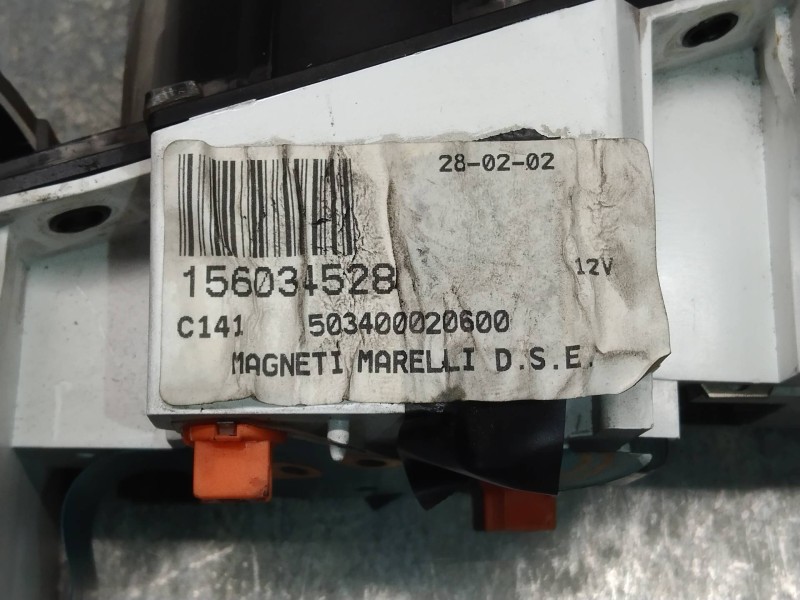 28-02-02
12V
156034528
C141 503400020600
MAGNETI MARELLI D.S.E.